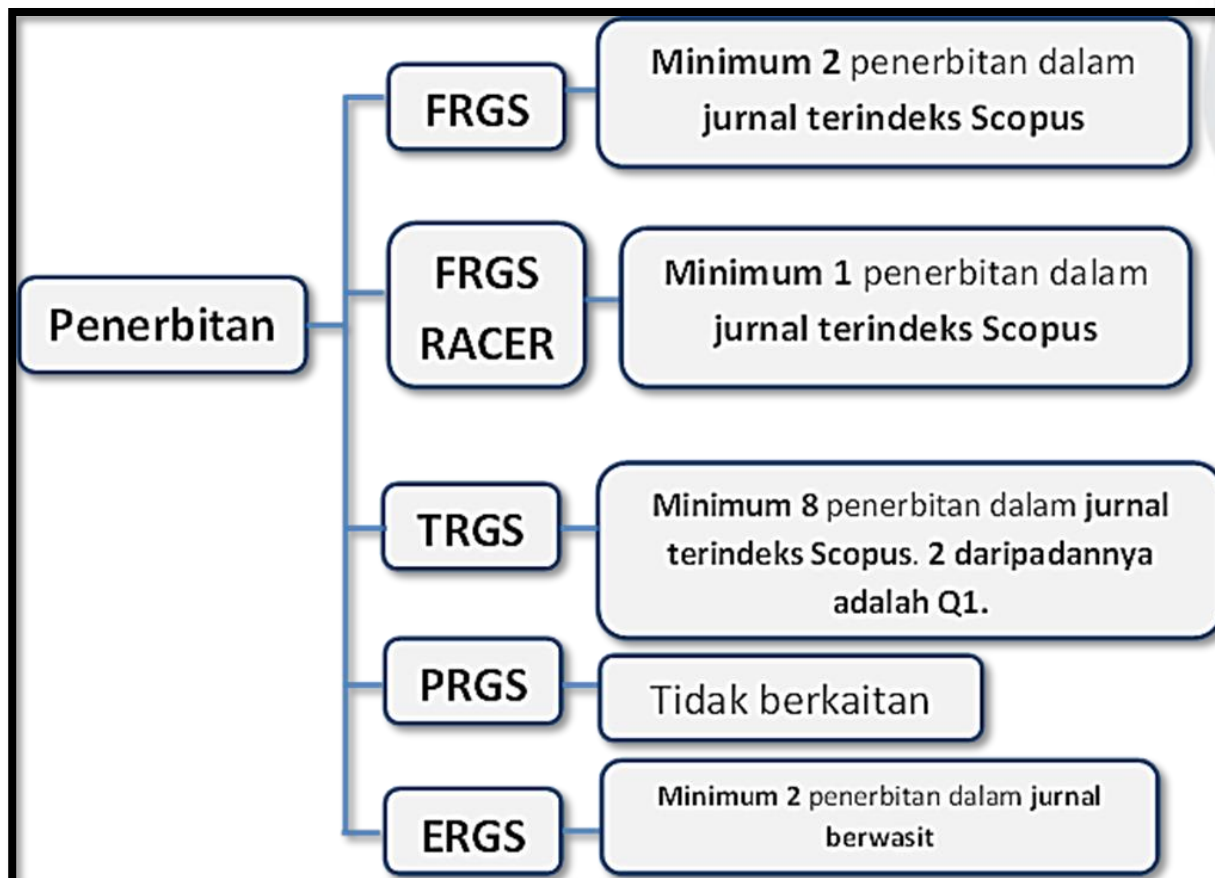 Penerbitan
FRGS
Minimum 2 penerbitan dalam
jurnal terindeks Scopus
FRGS
RACER
Minimum 1 penerbitan dalam
jurnal terindeks Scopus
TRGS
Minimum 8 penerbitan dalam jurnal
terindeks Scopus. 2 daripadannya
adalah Q1.
PRGS
Tidak berkaitan
ERGS
Minimum 2 penerbitan dalam jurnal
berwasit